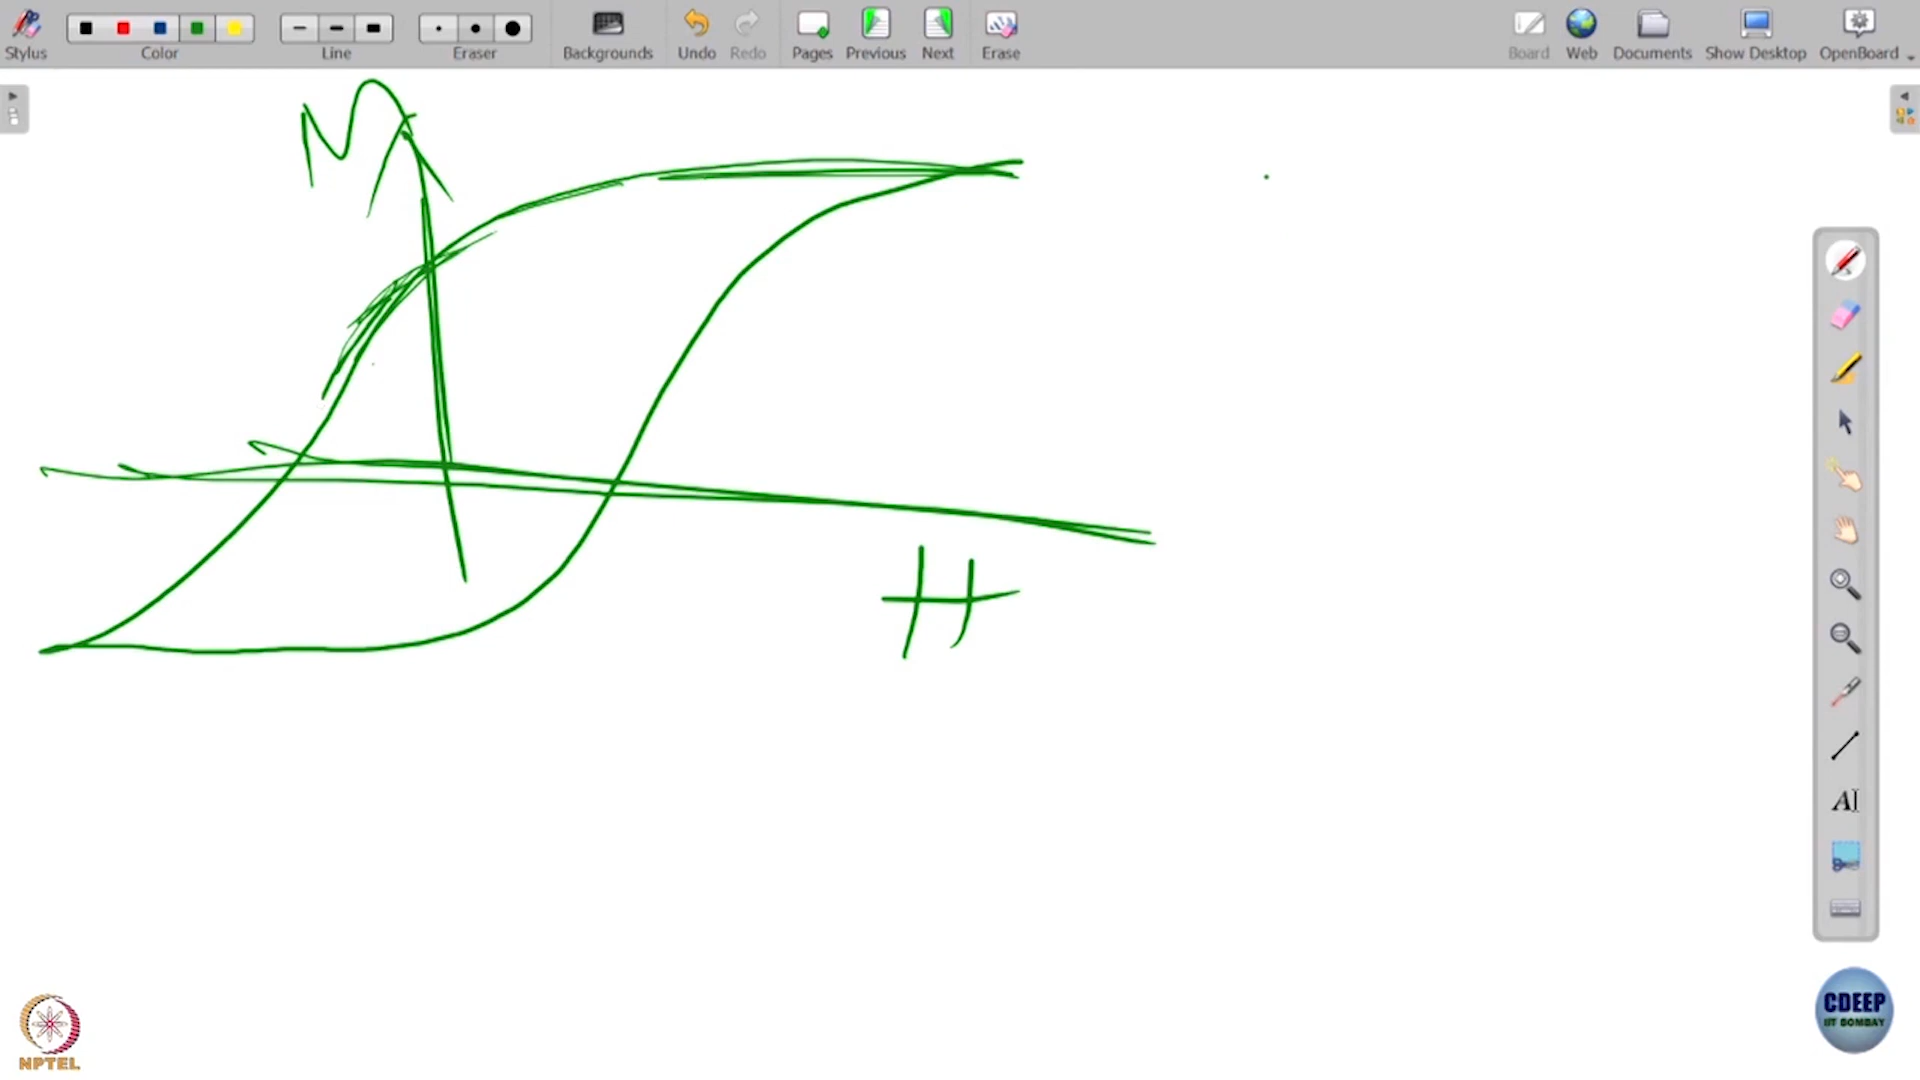 Stylus Color Line Eraser Backgrounds Undo Redo Pages Previous Next Erase Board Web Documents Show Desktop OpenBoard
M
H
A
NPTEL
CDEEP
IIT BOMBAY